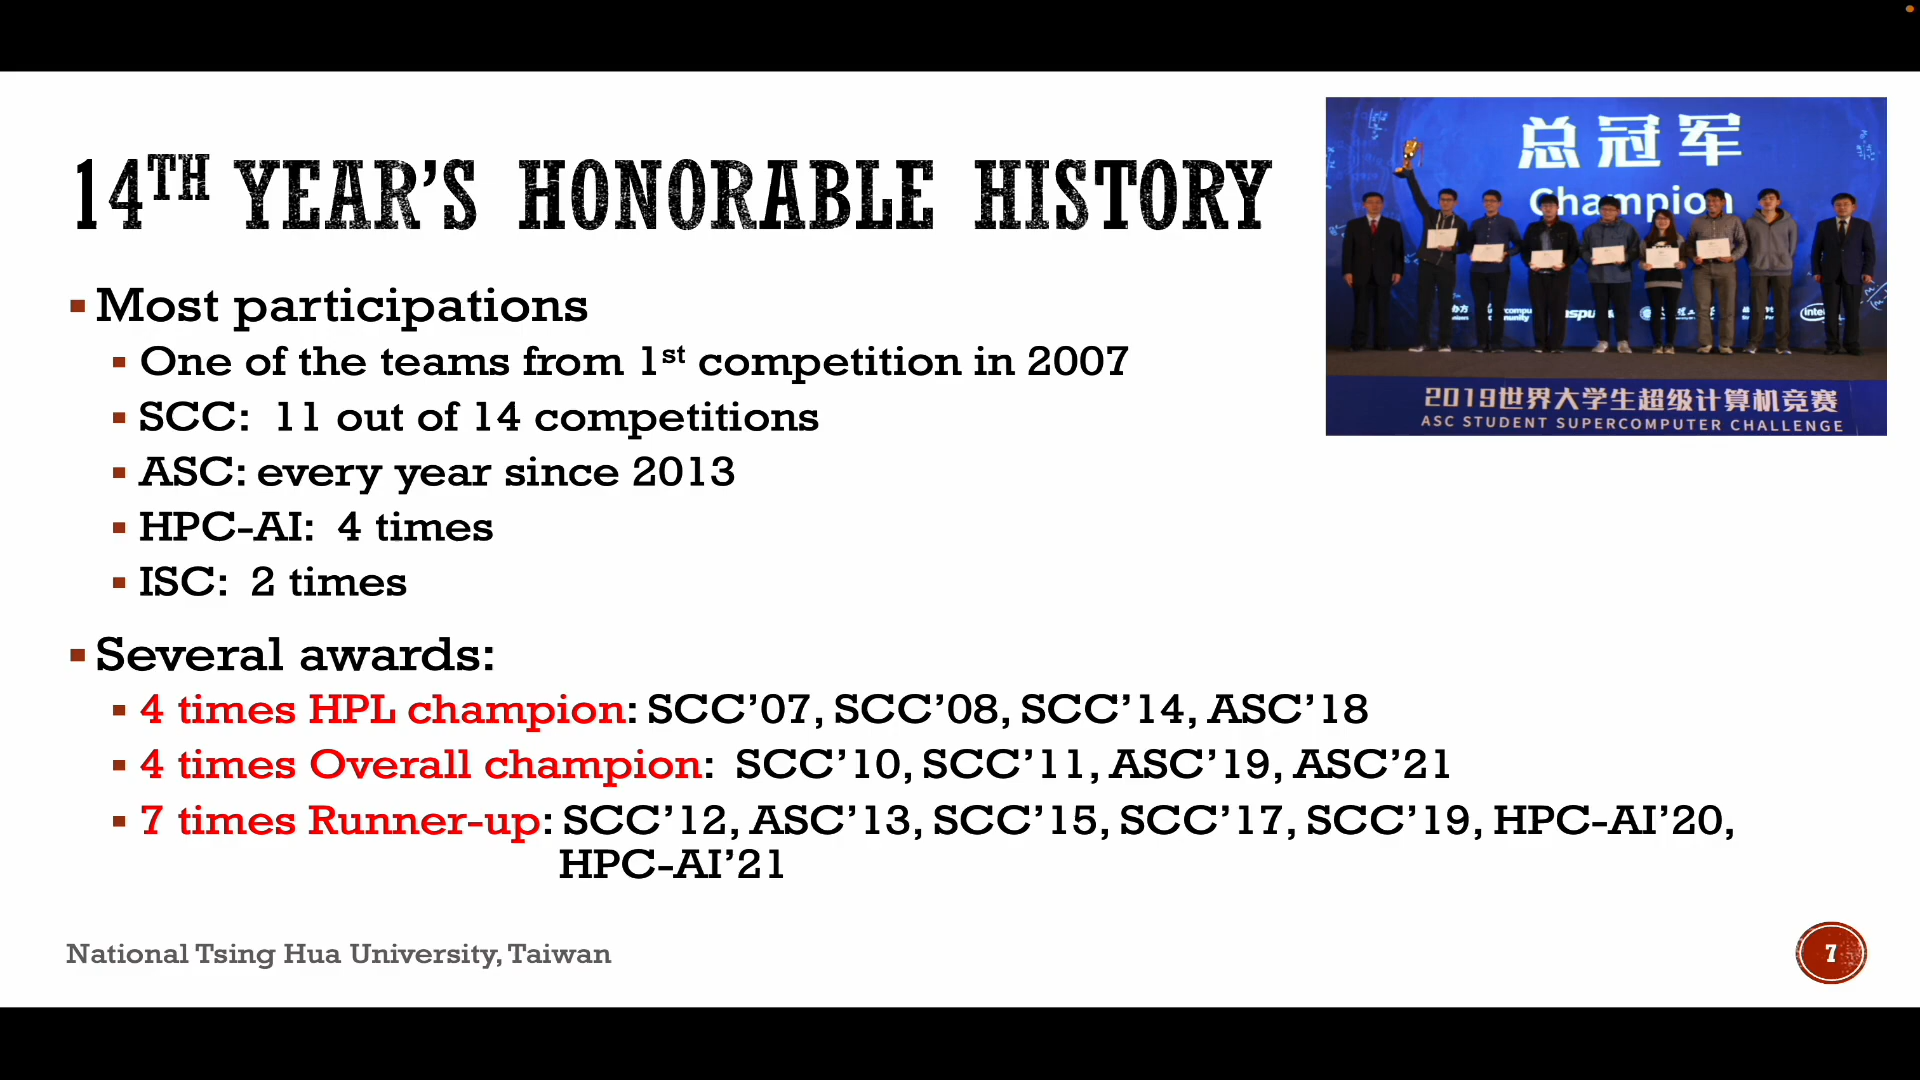 14TH YEAR'S HONORABLE HISTORY
总冠军
Champion
2019世界大学生超级计算机竞赛
ASC STUDENT SUPERCOMPUTER CHALLENGE
Most participations
One of the teams from 1st competition in 2007
SCC: 11 out of 14 competitions
ASC: every year since 2013
HPC-AI: 4 times
ISC: 2 times
Several awards:
4 times HPL champion: SCC'07, SCC'08, SCC'14, ASC'18
4 times Overall champion: SCC'10, SCC'11, ASC'19, ASC'21
7 times Runner-up: SCC'12, ASC'13, SCC'15, SCC'17, SCC'19, HPC-AI'20,
HPC-AI'21
National Tsing Hua University, Taiwan
7